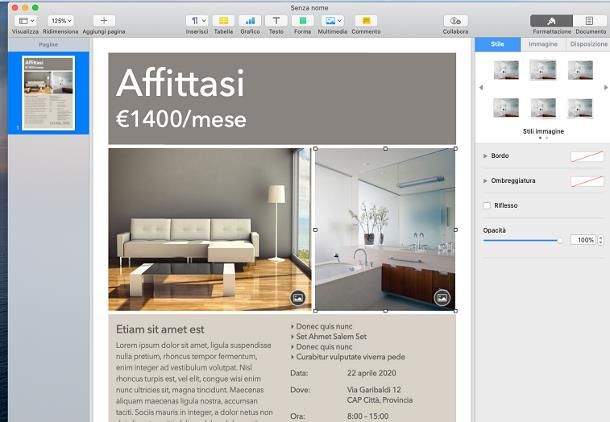 Senza nome
125%
Visualizza Ridimensiona Aggiungi pagina Inserisci Tabella Grafico Testo Forma Multimedia Commento Collabora Formattazione Documento
Pagine
Stile Immagine Disposizione
Affittasi
€1400/mese
1
Affittasi
€1400/mese
Stili immagine
Bordo
Ombreggiatura
Riflesso
Opacità
100%
Etiam sit amet est
Lorem ipsum dolor sit amet, ligula suspendisse
nulla pretium, rhoncus tempor fermentum,
enim integer ad vestibulum volutpat. Nisl
rhoncus turpis est, vel elit, congue wisi enim
nunc ultricies sit, magna tincidunt. Maecenas
aliquam maecenas ligula nostra, accumsan
taciti. Sociis mauris in integer, a dolor netus non
Donec quis nunc
Set Ahmet Salem Set
Donec quis nunc
Curabitur vulputate viverra pede
Data: 22 aprile 2020
Dove: Via Garibaldi 12
CAP Città, Provincia
Ora: 8:00 - 15:00